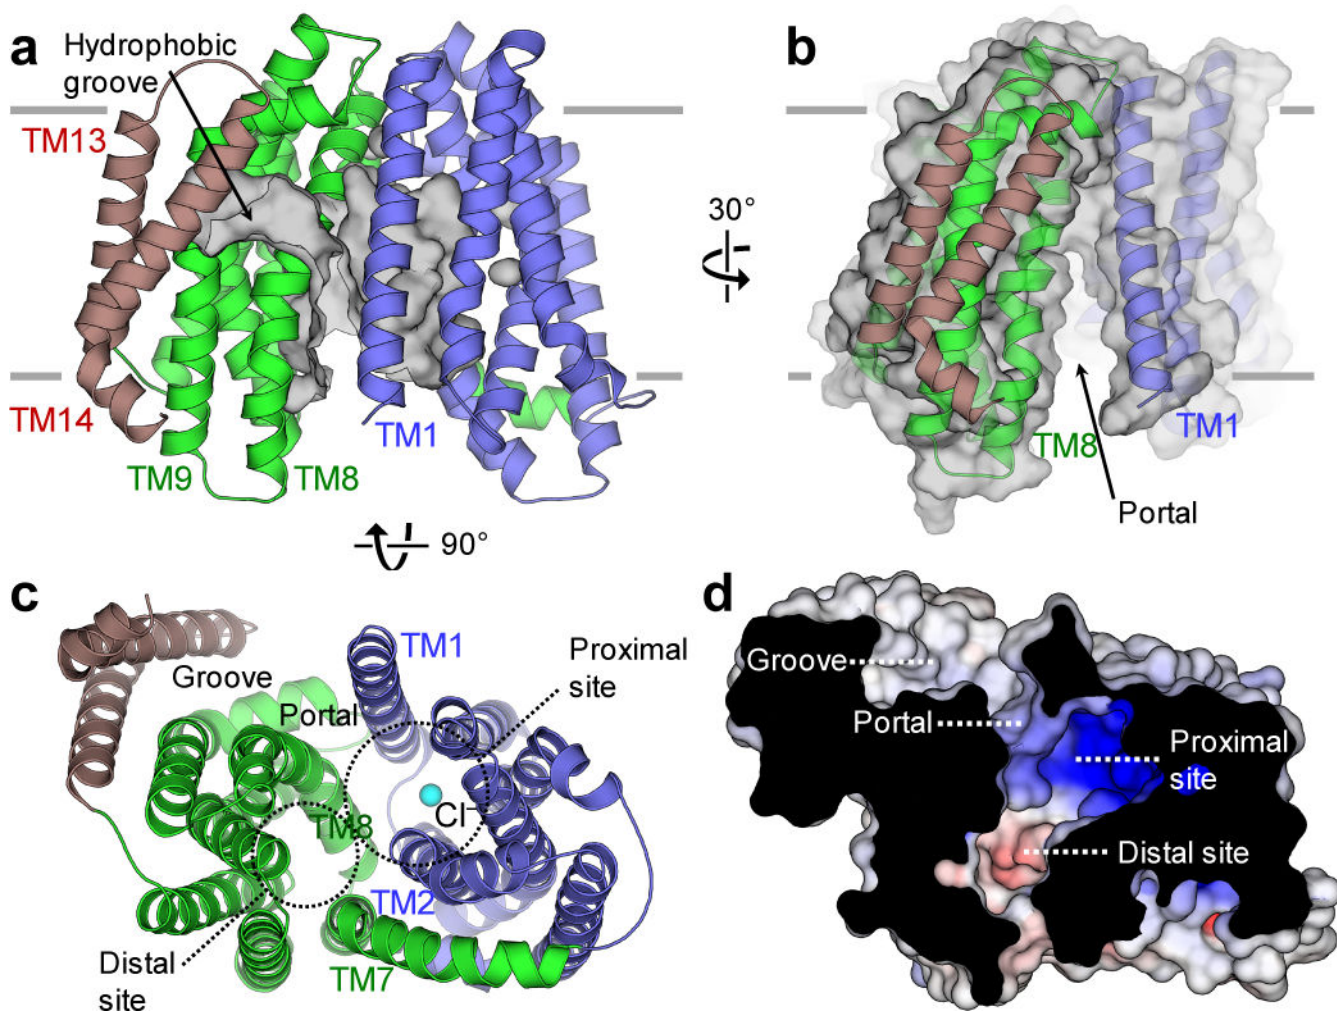 a
Hydrophobic
groove
TM13
TM14
TM9
TM8
TM1
b
30°
TM8
TM1
Portal
90°
c
TM1
Proximal
site
Groove
Portal
Cl⁻
TM8
TM2
Distal
site
TM7
d
Groove
Portal
Proximal
site
Distal site